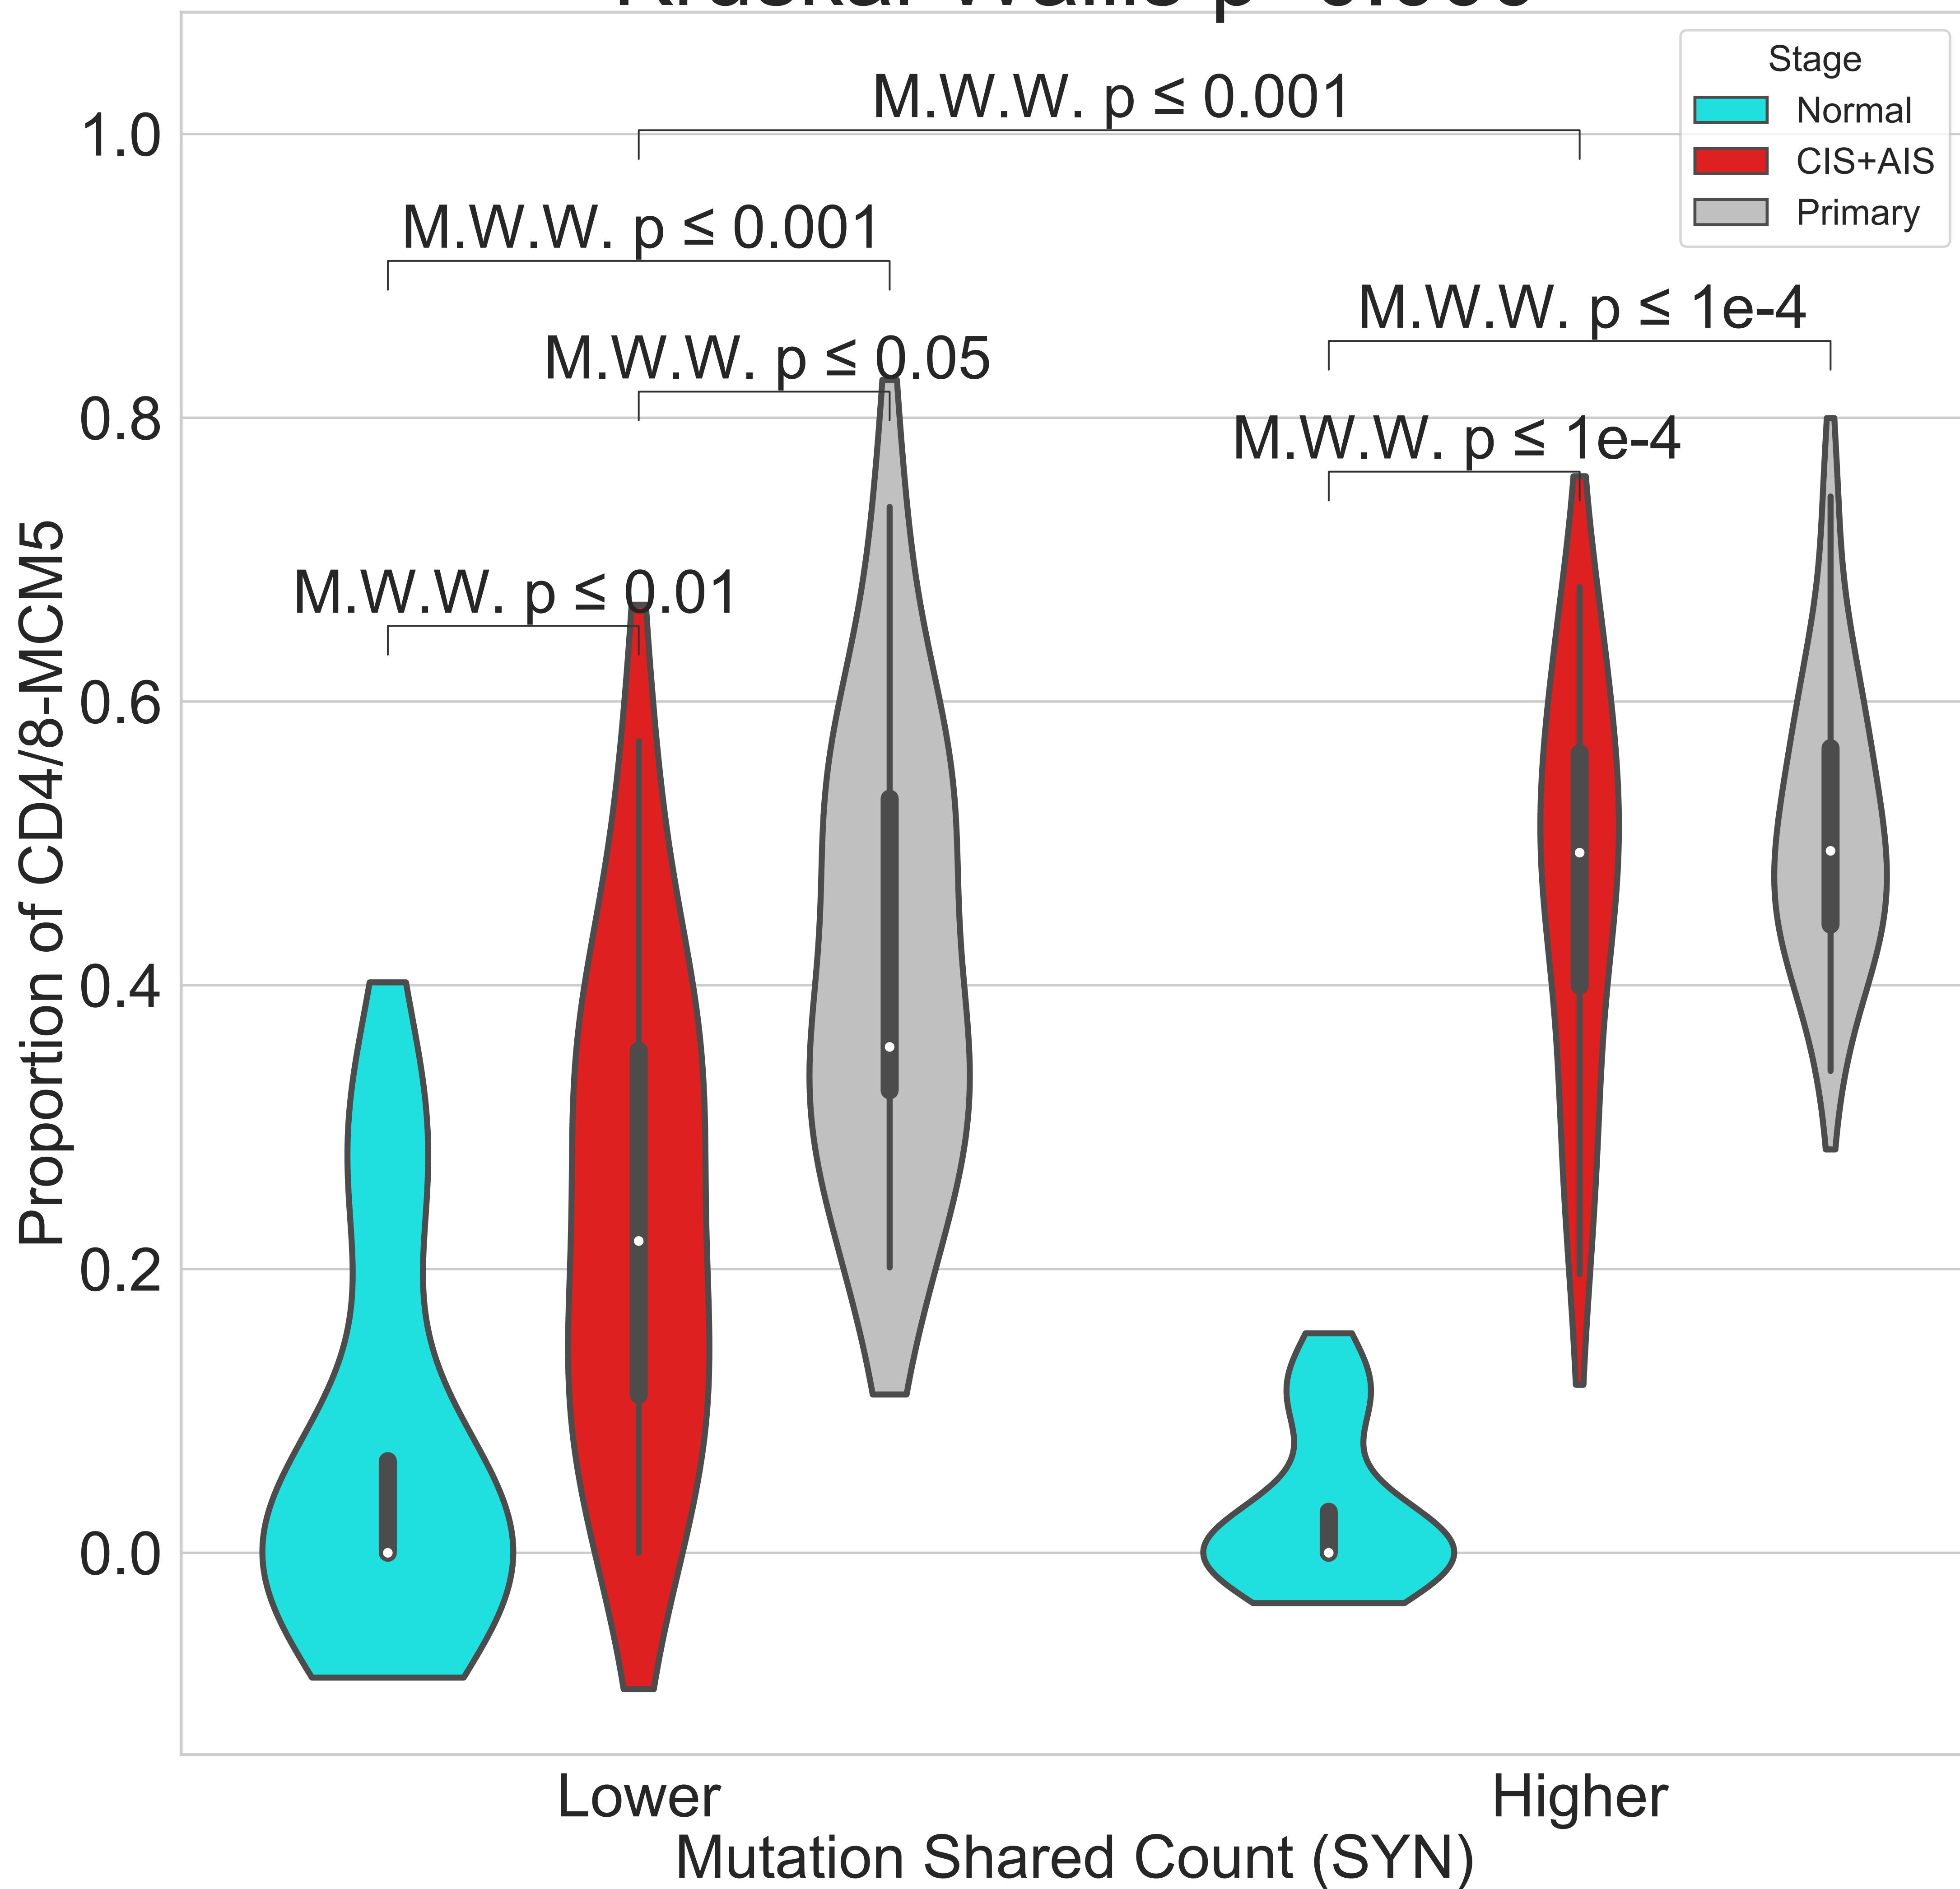 Stage
Normal
CIS+AIS
Primary
M.W.W. p ≤ 0.001
M.W.W. p ≤ 0.001
M.W.W. p ≤ 1e-4
M.W.W. p ≤ 0.05
M.W.W. p ≤ 1e-4
M.W.W. p ≤ 0.01
1.0
0.8
0.6
0.4
0.2
0.0
Proportion of CD4/8-MCM5
Lower
Higher
Mutation Shared Count (SYN)